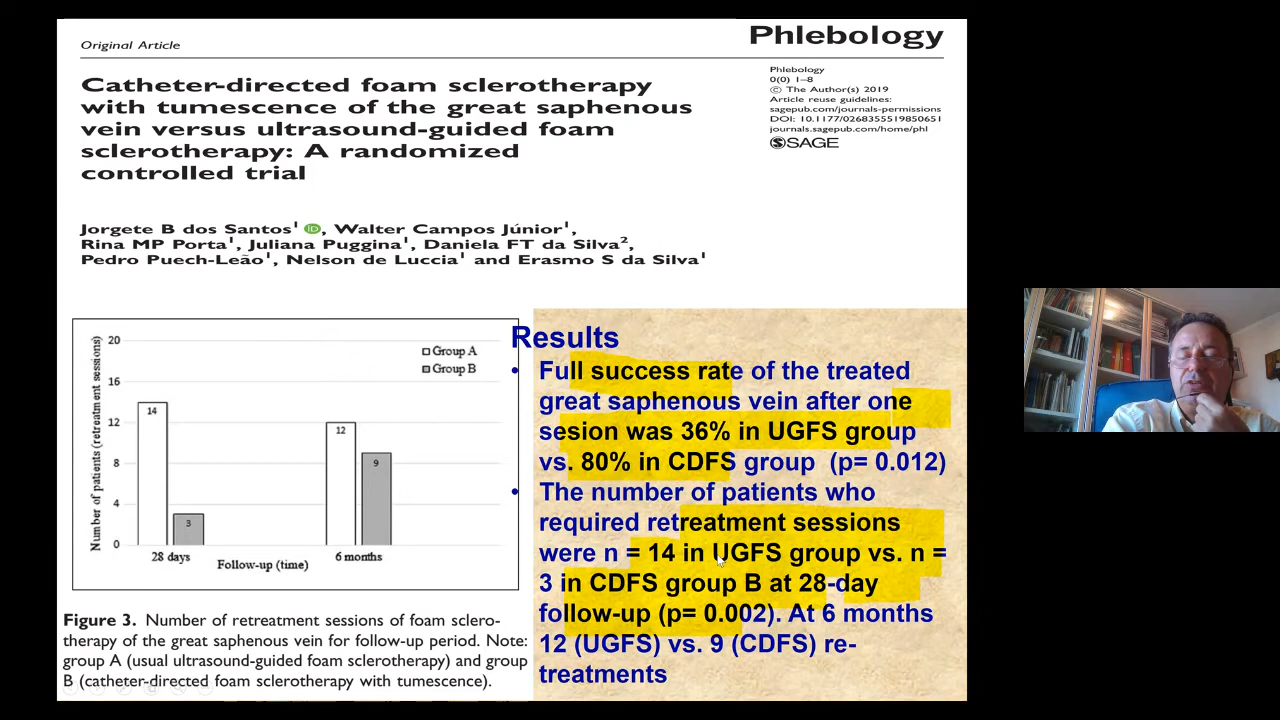 Original Article
Phlebology
Catheter-directed foam sclerotherapy
with tumescence of the great saphenous
vein versus ultrasound-guided foam
sclerotherapy: A randomized
controlled trial
Phlebology
0(0) 1–8
© The Author(s) 2019
Article reuse guidelines:
sagepub.com/journals-permissions
DOI: 10.1177/0268355519850651
journals.sagepub.com/home/phl
SAGE
Jorgete B dos Santos¹ iD, Walter Campos Júnior¹,
Rina MP Porta¹, Juliana Puggina¹, Daniela FT da Silva²,
Pedro Puech-Leão¹, Nelson de Luccia¹ and Erasmo S da Silva¹
Number of patients (retreatment sessions)
20
16
12
8
4
0
14
3
12
9
Group A
Group B
28 days
6 months
Follow-up (time)
Figure 3. Number of retreatment sessions of foam sclero-
therapy of the great saphenous vein for follow-up period. Note:
group A (usual ultrasound-guided foam sclerotherapy) and group
B (catheter-directed foam sclerotherapy with tumescence).
Results
• Full success rate of the treated
great saphenous vein after one
sesion was 36% in UGFS group
vs. 80% in CDFS group (p= 0.012)
• The number of patients who
required retreatment sessions
were n = 14 in UGFS group vs. n =
3 in CDFS group B at 28-day
follow-up (p= 0.002). At 6 months
12 (UGFS) vs. 9 (CDFS) re-
treatments